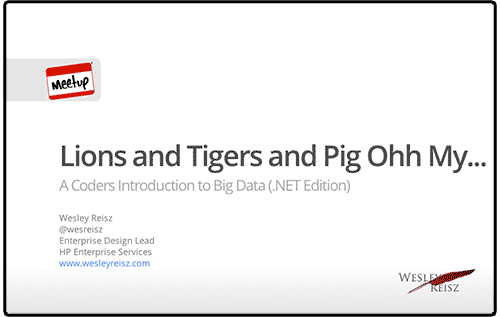 Meetup
Lions and Tigers and Pig Ohh My...
A Coders Introduction to Big Data (.NET Edition)
Wesley Reisz
@wesreisz
Enterprise Design Lead
HP Enterprise Services
www.wesleyreisz.com
WESLEY
REISZ